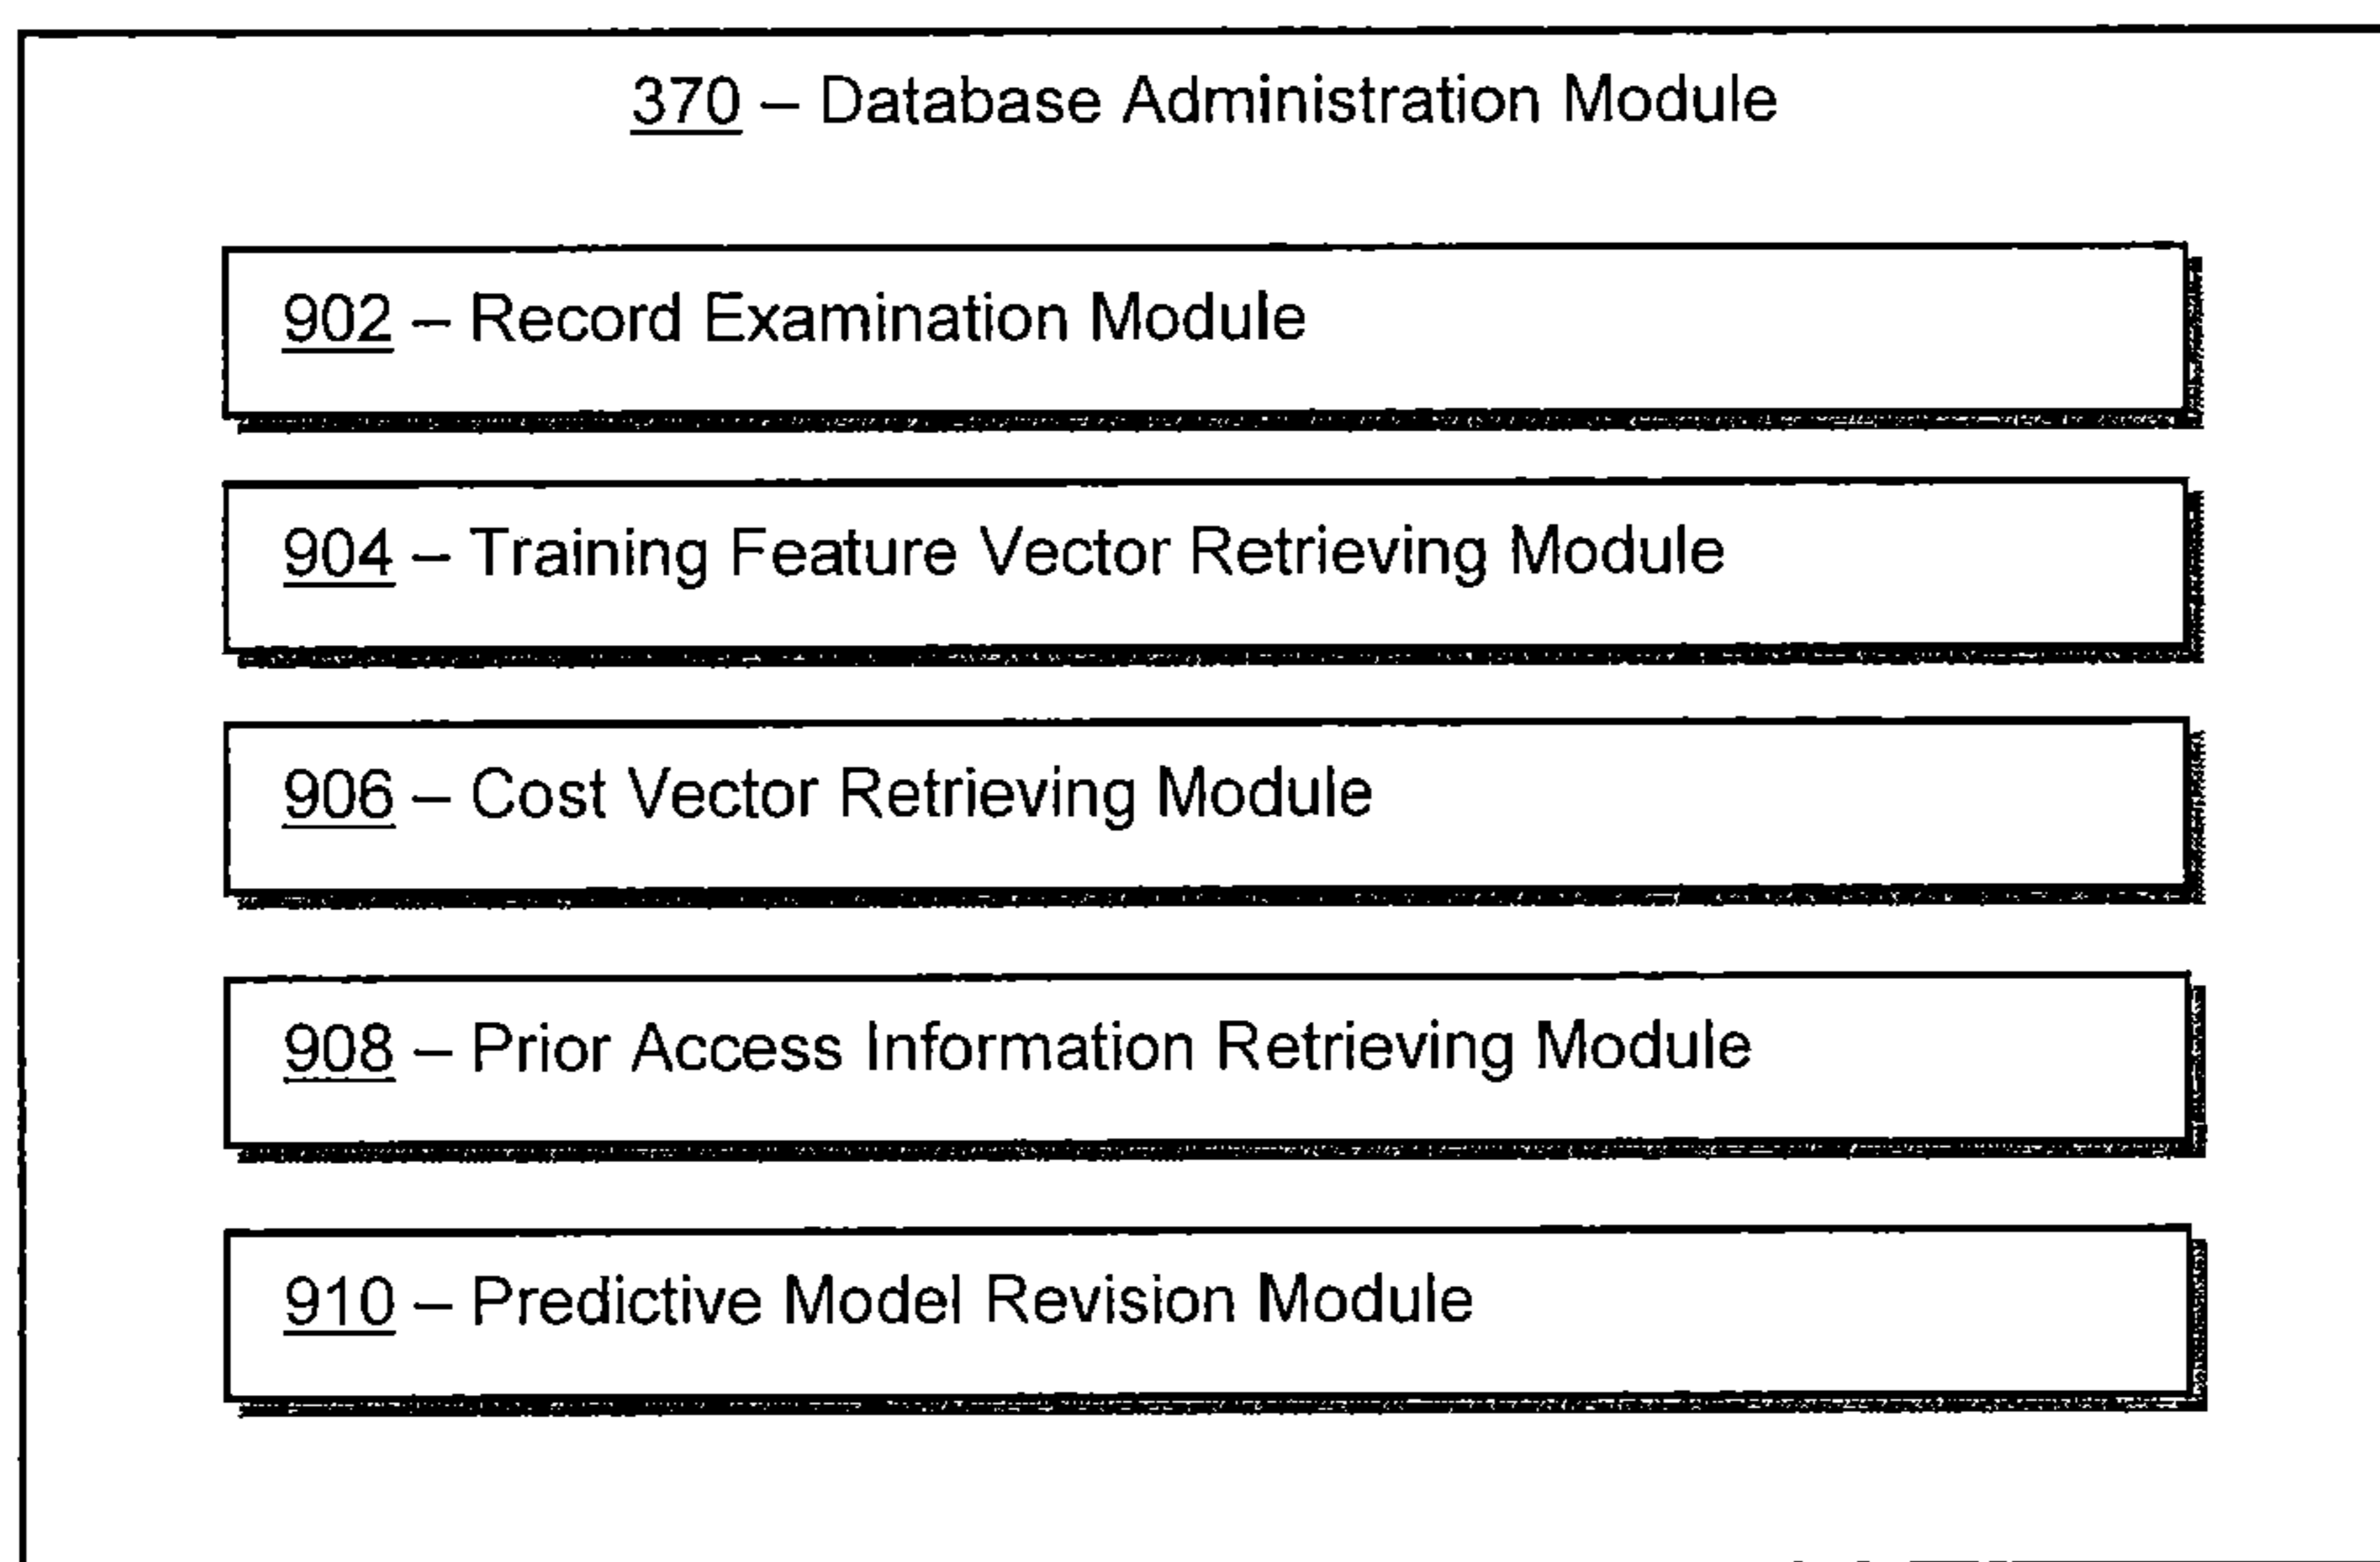 370 – Database Administration Module
902 – Record Examination Module
904 – Training Feature Vector Retrieving Module
906 – Cost Vector Retrieving Module
908 – Prior Access Information Retrieving Module
910 – Predictive Model Revision Module